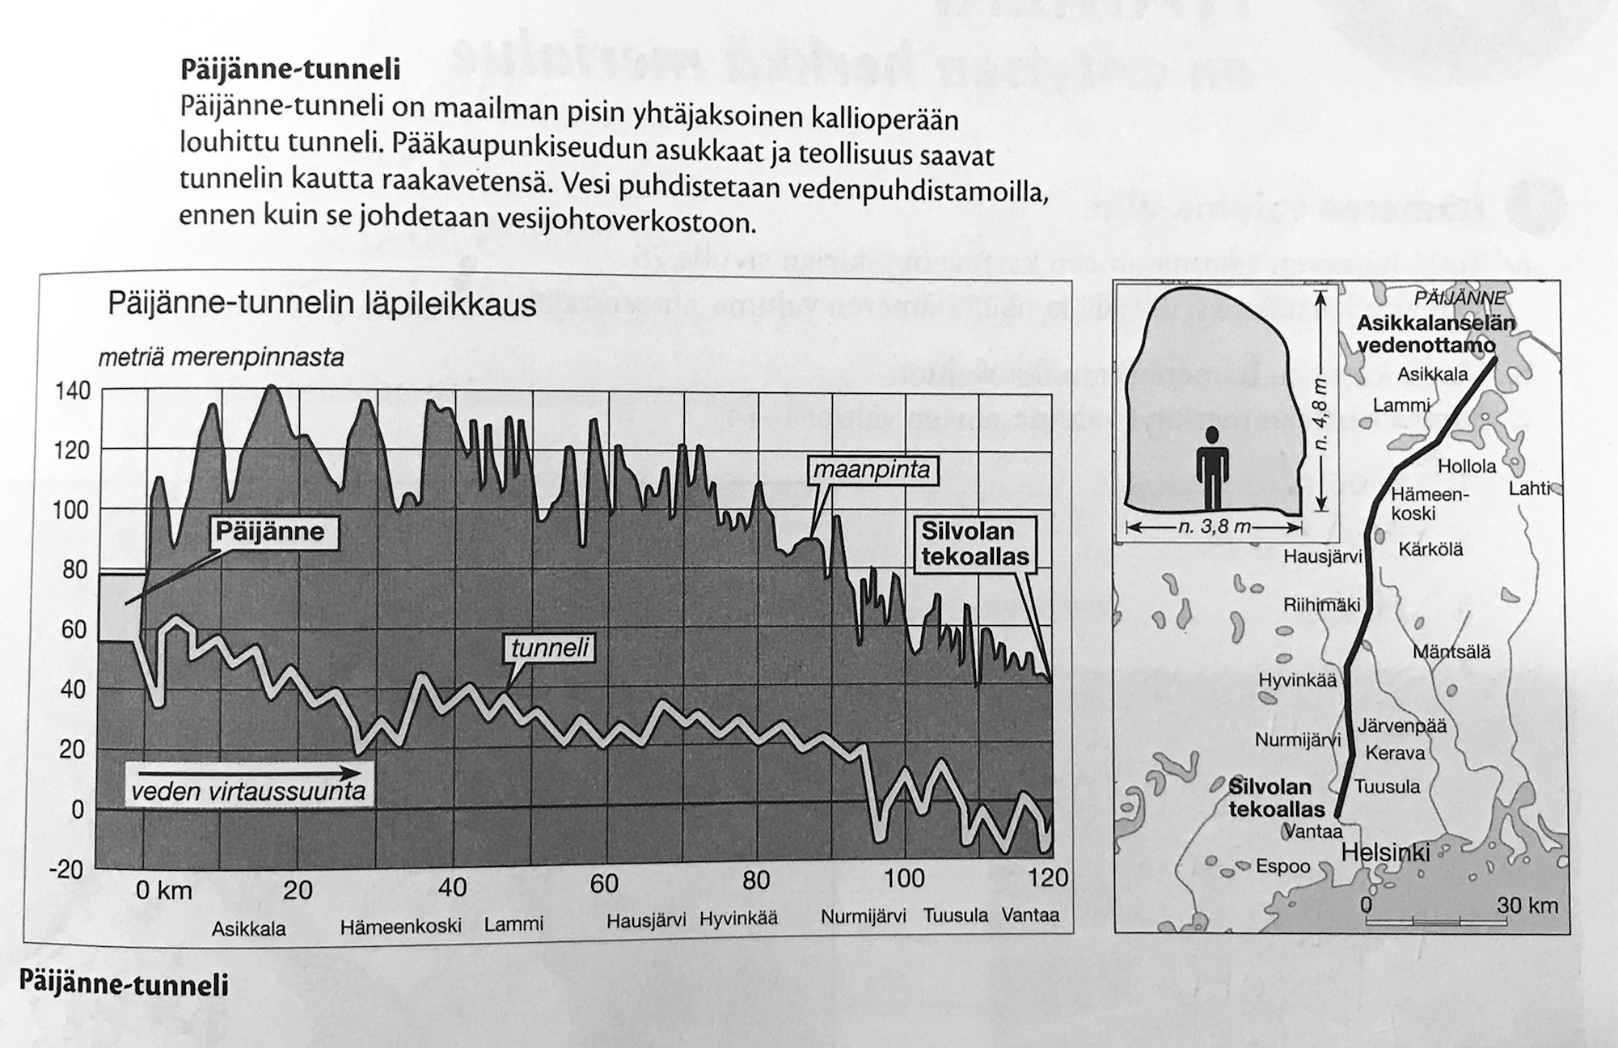 Päijänne-tunneli
Päijänne-tunneli on maailman pisin yhtäjaksoinen kallioperään
louhittu tunneli. Pääkaupunkiseudun asukkaat ja teollisuus saavat
tunnelin kautta raakavetensä. Vesi puhdistetaan vedenpuhdistamoilla,
ennen kuin se johdetaan vesijohtoverkostoon.
Päijänne-tunnelin läpileikkaus
metriä merenpinnasta
140
120
100
80
60
40
20
0
-20
maanpinta
Päijänne
Silvolan
tekoallas
tunneli
veden virtaussuunta
0 km 20 40 60 80 100 120
Asikkala Hämeenkoski Lammi Hausjärvi Hyvinkää Nurmijärvi Tuusula Vantaa
n. 4,8 m
n. 3,8 m
PÄIJÄNNE
Asikkalanselän
vedenottamo
Asikkala
Lammi
Hollola
Lahti
Hämeen-
koski
Kärkölä
Hausjärvi
Riihimäki
Mäntsälä
Hyvinkää
Järvenpää
Nurmijärvi
Kerava
Tuusula
Silvolan
tekoallas
Vantaa
Helsinki
Espoo
0 30 km
Päijänne-tunneli